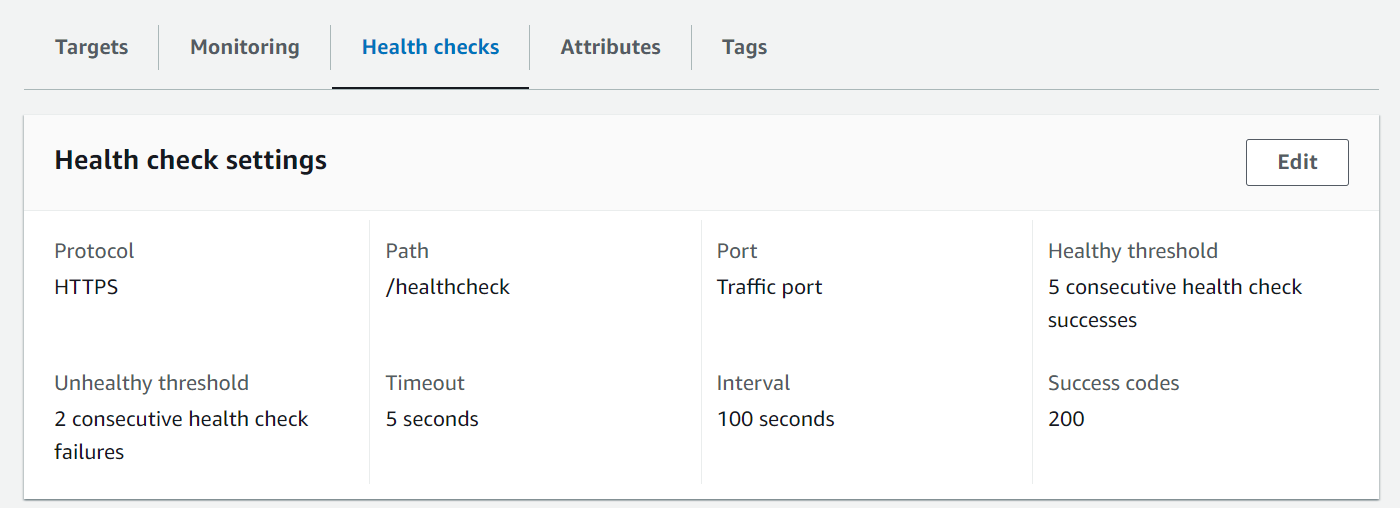 Targets
Monitoring
Health checks
Attributes
Tags
Health check settings
Edit
Protocol
HTTPS
Path
/healthcheck
Port
Traffic port
Healthy threshold
5 consecutive health check
successes
Unhealthy threshold
2 consecutive health check
failures
Timeout
5 seconds
Interval
100 seconds
Success codes
200